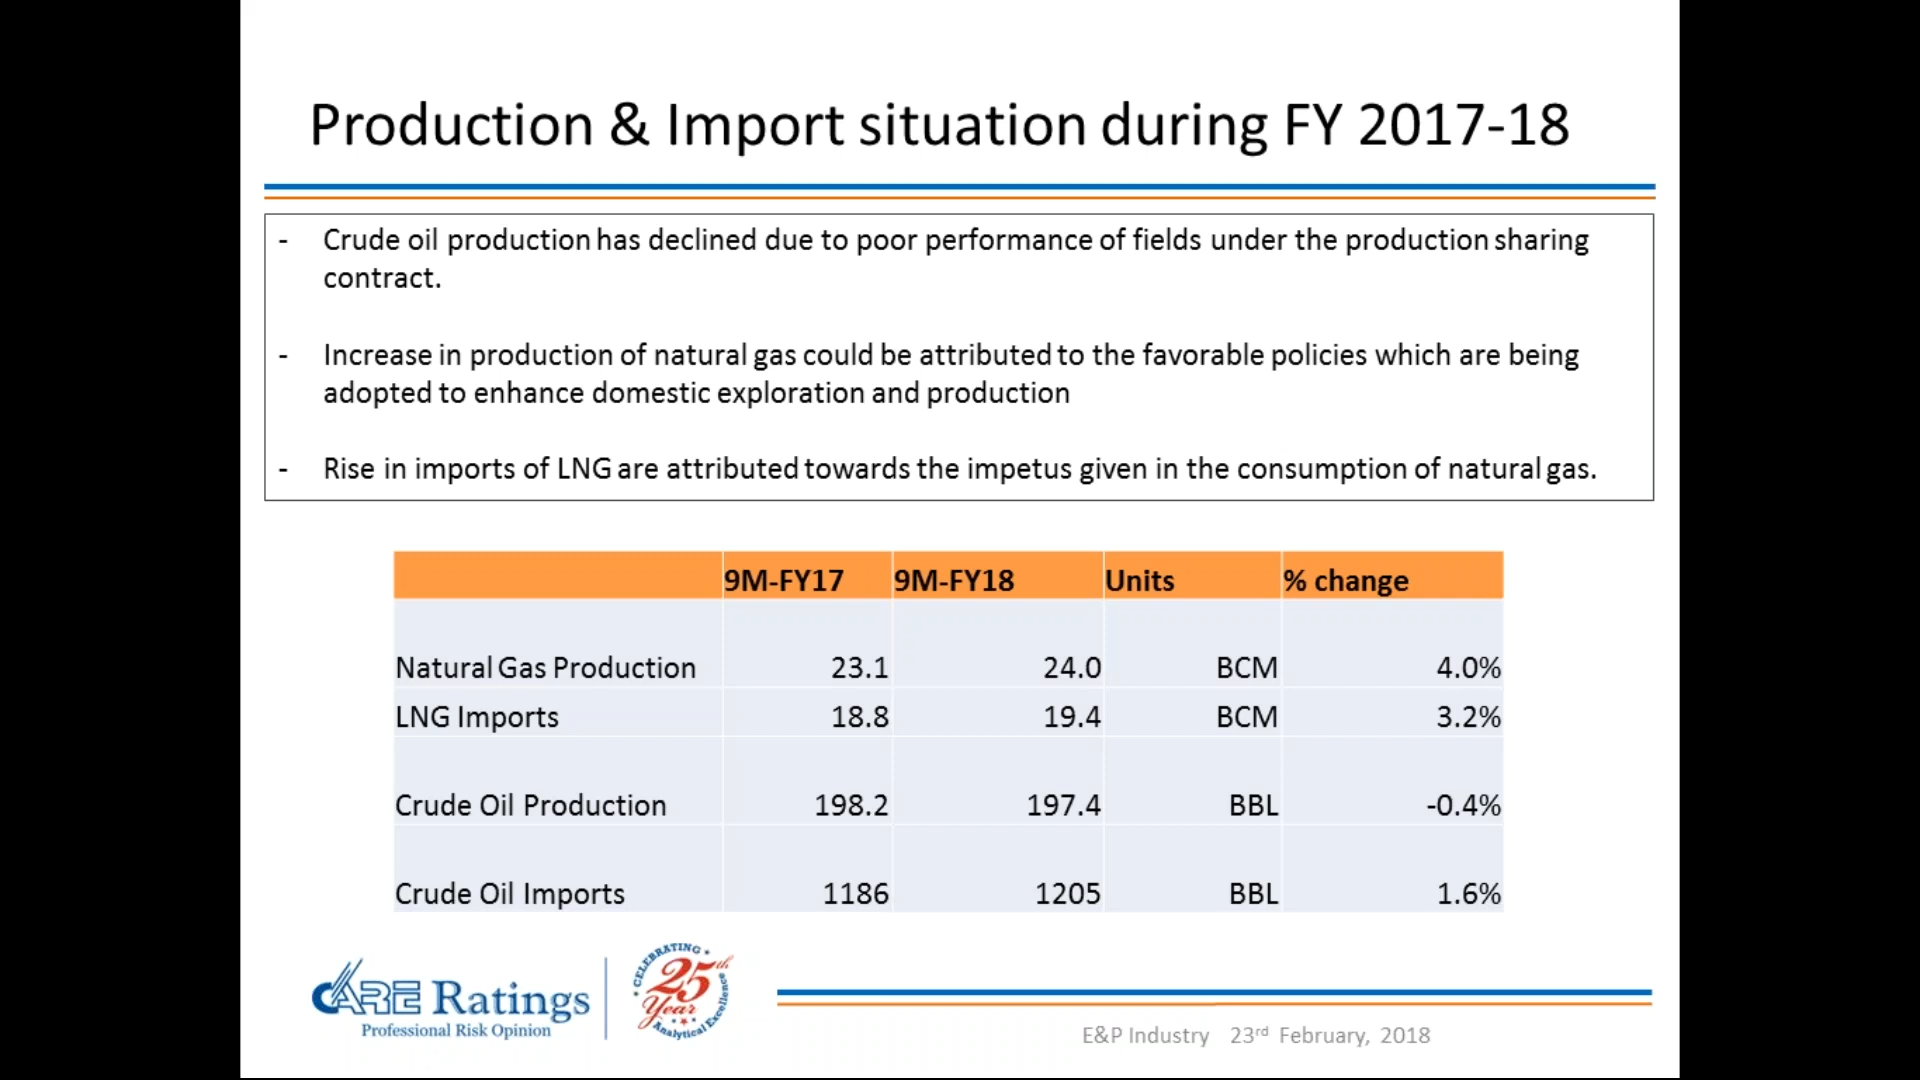 Production & Import situation during FY 2017-18
- Crude oil production has declined due to poor performance of fields under the production sharing
contract.
- Increase in production of natural gas could be attributed to the favorable policies which are being
adopted to enhance domestic exploration and production
- Rise in imports of LNG are attributed towards the impetus given in the consumption of natural gas.
9M-FY17 9M-FY18 Units % change
Natural Gas Production 23.1 24.0 BCM 4.0%
LNG Imports 18.8 19.4 BCM 3.2%
Crude Oil Production 198.2 197.4 BBL -0.4%
Crude Oil Imports 1186 1205 BBL 1.6%
CARE Ratings
Professional Risk Opinion
CELEBRATING
25th
Year
Analytical Excellence
E&P Industry 23rd February, 2018